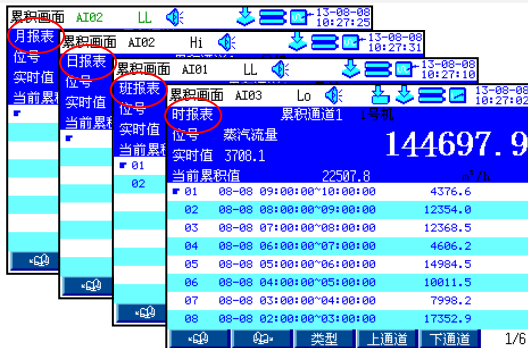 累积画面 AI02 LL 13-08-08 10:27:25
月报表
位号
实时值
当前累
累积画面 AI02 Hi 13-08-08 10:27:31
日报表
位号
实时值
当前累
累积画面 AI01 LL 13-08-08 10:27:10
班报表
位号
实时值
当前累
01
02
累积画面 AI03 Lo 13-08-08 10:27:02
时报表 累积通道1 1号机
位号 蒸汽流量
144697.9
实时值 3708.1
当前累积值 22507.8 m³/h
01 08-08 09:00:00~10:00:00 4376.6
02 08-08 08:00:00~09:00:00 12354.0
03 08-08 07:00:00~08:00:00 12368.5
04 08-08 06:00:00~07:00:00 4606.2
05 08-08 05:00:00~06:00:00 14984.5
06 08-08 04:00:00~05:00:00 10011.5
07 08-08 03:00:00~04:00:00 7998.2
08 08-08 02:00:00~03:00:00 17352.9
类型 上通道 下通道 1/6